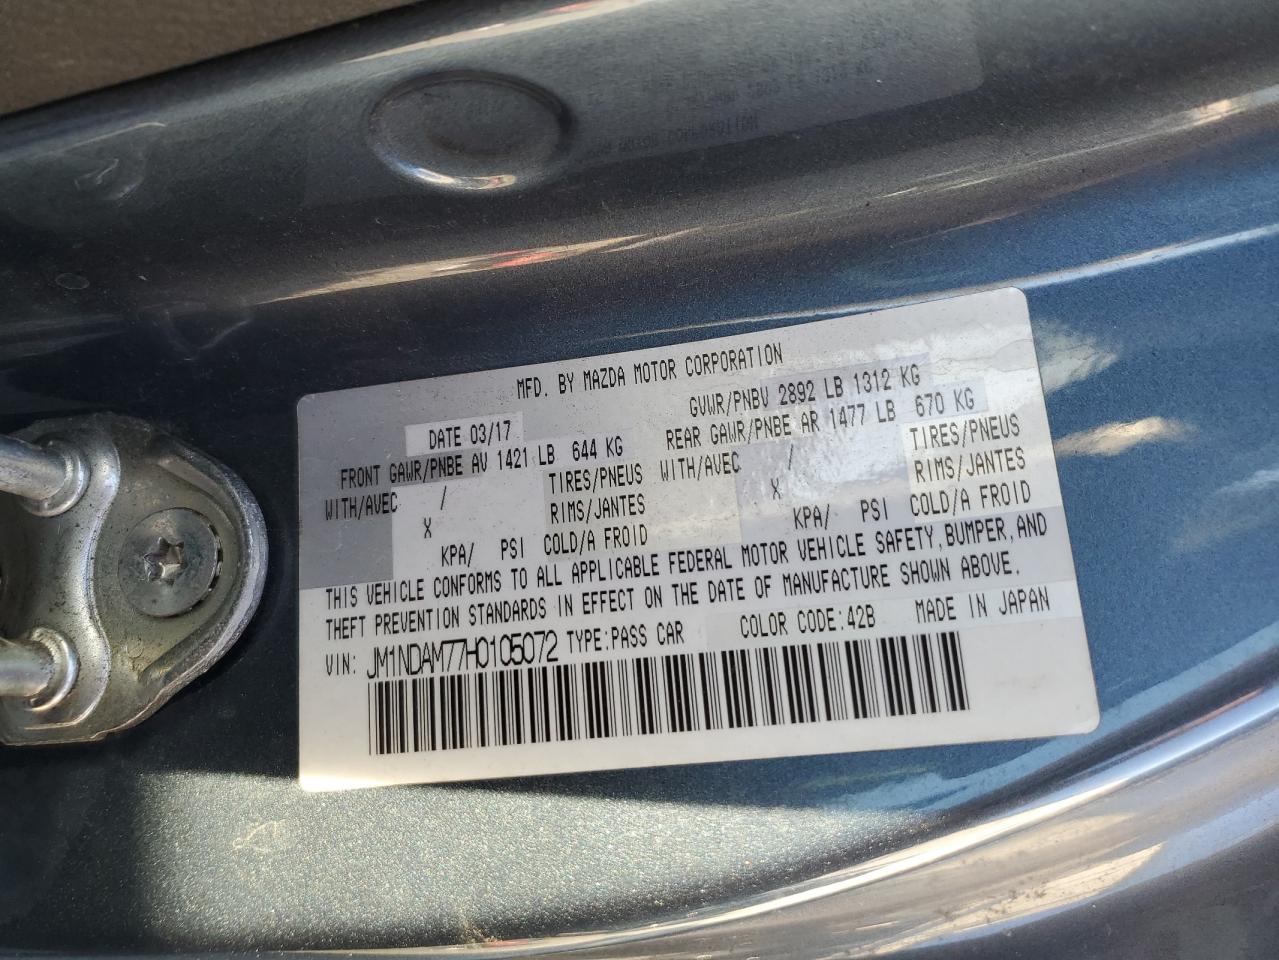 MFD. BY MAZDA MOTOR CORPORATION
DATE 03/17 GVWR/PNBV 2892 LB 1312 KG
FRONT GAWR/PNBE AV 1421 LB 644 KG REAR GAWR/PNBE AR 1477 LB 670 KG
WITH/AVEC / TIRES/PNEUS WITH/AVEC / TIRES/PNEUS
X RIMS/JANTES X RIMS/JANTES
KPA/ PSI COLD/A FROID KPA/ PSI COLD/A FROID
THIS VEHICLE CONFORMS TO ALL APPLICABLE FEDERAL MOTOR VEHICLE SAFETY, BUMPER, AND
THEFT PREVENTION STANDARDS IN EFFECT ON THE DATE OF MANUFACTURE SHOWN ABOVE.
VIN: JM1NDAM77H0105072 TYPE:PASS CAR COLOR CODE:42B MADE IN JAPAN